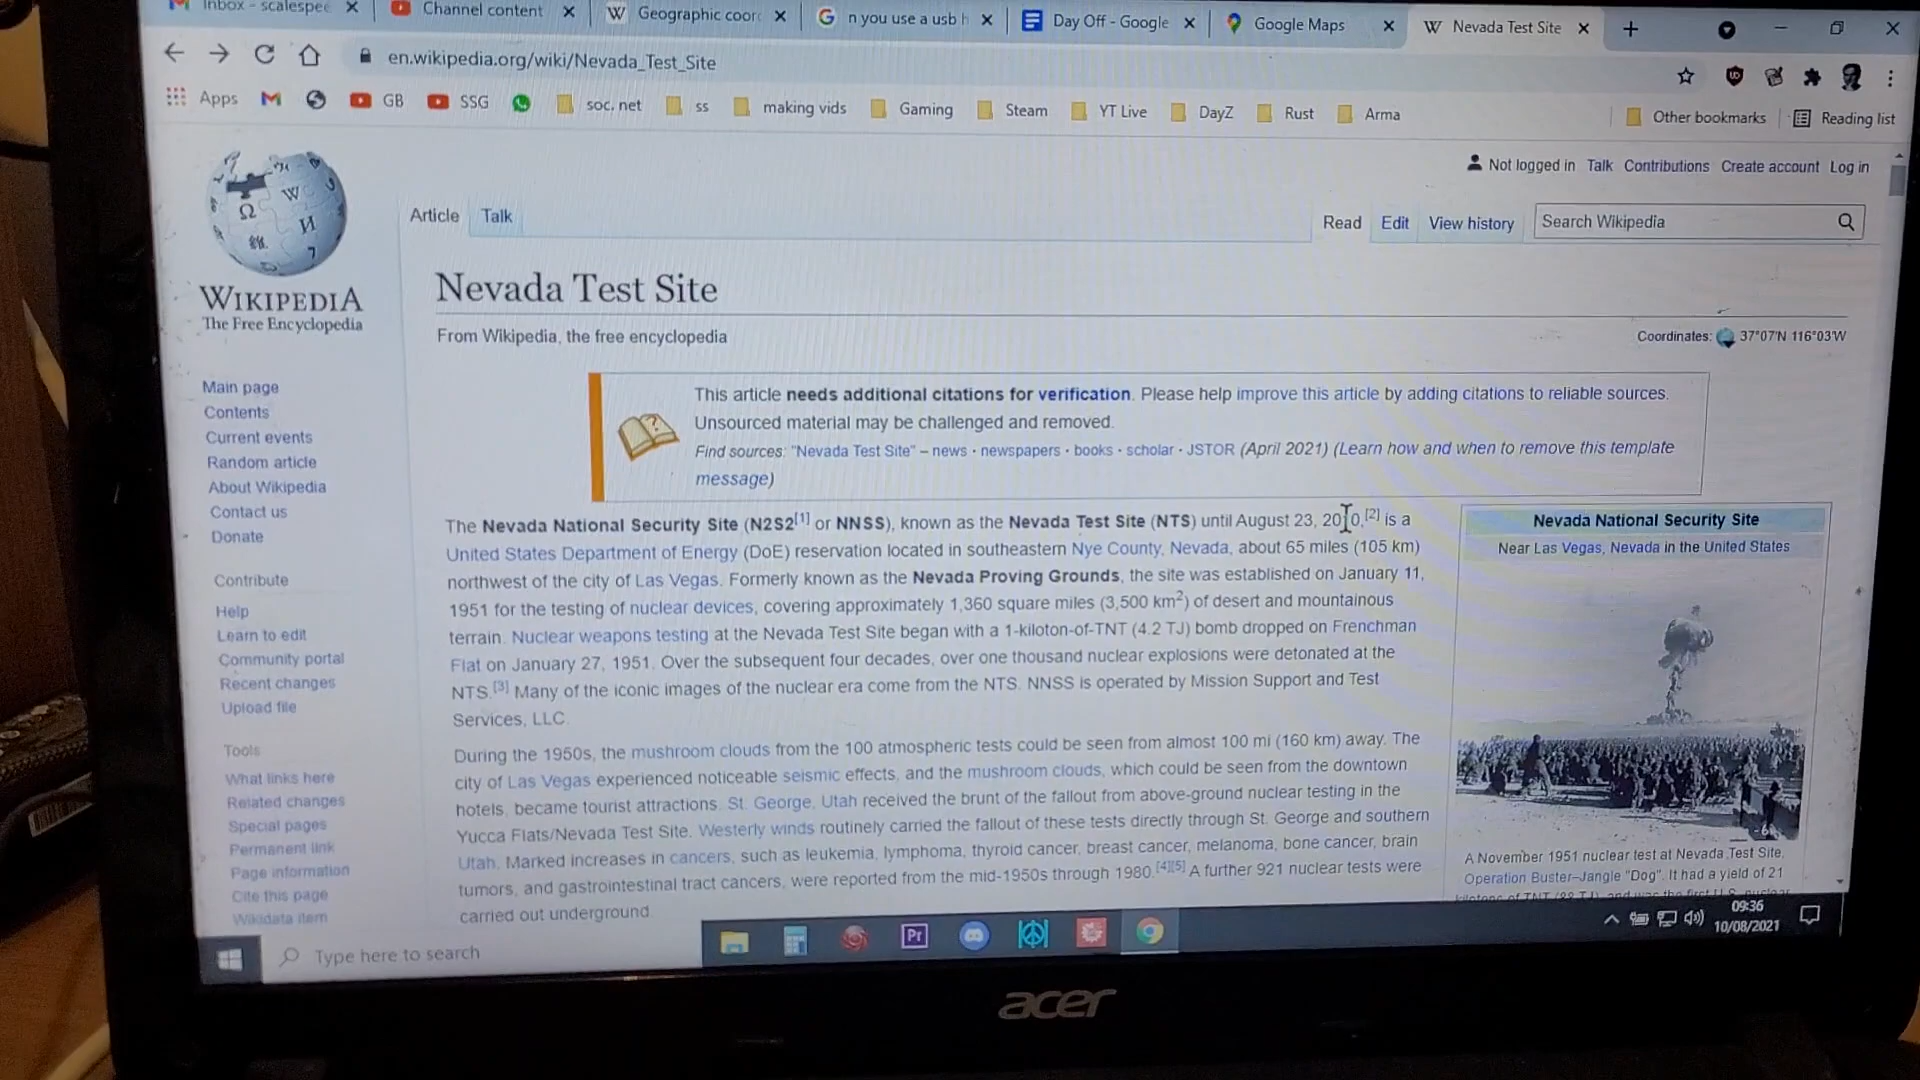 Inbox - scalespee
Channel content
Geographic coor
n you use a usb h
Day Off - Google
Google Maps
Nevada Test Site
en.wikipedia.org/wiki/Nevada_Test_Site
Apps GB SSG soc. net ss making vids Gaming Steam YT Live DayZ Rust Arma Other bookmarks Reading list
Not logged in Talk Contributions Create account Log in
Article Talk Read Edit View history Search Wikipedia
WIKIPEDIA
The Free Encyclopedia
Nevada Test Site
From Wikipedia, the free encyclopedia
Coordinates: 37°07′N 116°03′W
This article needs additional citations for verification. Please help improve this article by adding citations to reliable sources.
Unsourced material may be challenged and removed.
Find sources: "Nevada Test Site" – news · newspapers · books · scholar · JSTOR (April 2021) (Learn how and when to remove this template
message)
Main page
Contents
Current events
Random article
About Wikipedia
Contact us
Donate
Contribute
Help
Learn to edit
Community portal
Recent changes
Upload file
Tools
What links here
Related changes
Special pages
Permanent link
Page information
Cite this page
Wikidata item
The Nevada National Security Site (N2S2[1] or NNSS), known as the Nevada Test Site (NTS) until August 23, 2010,[2] is a
United States Department of Energy (DoE) reservation located in southeastern Nye County, Nevada, about 65 miles (105 km)
northwest of the city of Las Vegas. Formerly known as the Nevada Proving Grounds, the site was established on January 11,
1951 for the testing of nuclear devices, covering approximately 1,360 square miles (3,500 km²) of desert and mountainous
terrain. Nuclear weapons testing at the Nevada Test Site began with a 1-kiloton-of-TNT (4.2 TJ) bomb dropped on Frenchman
Flat on January 27, 1951. Over the subsequent four decades, over one thousand nuclear explosions were detonated at the
NTS.[3] Many of the iconic images of the nuclear era come from the NTS. NNSS is operated by Mission Support and Test
Services, LLC.
During the 1950s, the mushroom clouds from the 100 atmospheric tests could be seen from almost 100 mi (160 km) away. The
city of Las Vegas experienced noticeable seismic effects, and the mushroom clouds, which could be seen from the downtown
hotels, became tourist attractions. St. George, Utah received the brunt of the fallout from above-ground nuclear testing in the
Yucca Flats/Nevada Test Site. Westerly winds routinely carried the fallout of these tests directly through St. George and southern
Utah. Marked increases in cancers, such as leukemia, lymphoma, thyroid cancer, breast cancer, melanoma, bone cancer, brain
tumors, and gastrointestinal tract cancers, were reported from the mid-1950s through 1980.[4][5] A further 921 nuclear tests were
carried out underground.
Nevada National Security Site
Near Las Vegas, Nevada in the United States
A November 1951 nuclear test at Nevada Test Site,
Operation Buster–Jangle "Dog". It had a yield of 21
kilotons of TNT (88 TJ), and was the first U.S. nuclear
Type here to search
Pr
09:36
10/08/2021
acer